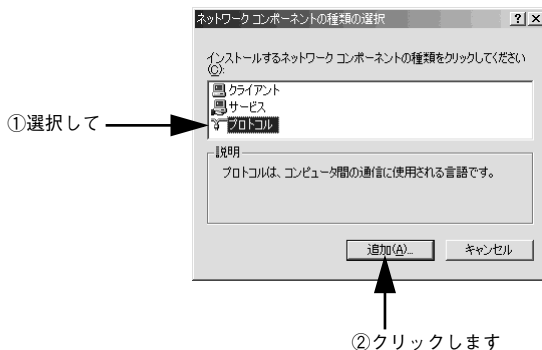 ネットワーク コンポーネントの種類の選択
インストールするネットワーク コンポーネントの種類をクリックしてください
(C):
クライアント
サービス
プロトコル
①選択して
説明
プロトコルは、コンピュータ間の通信に使用される言語です。
追加(A)... キャンセル
②クリックします